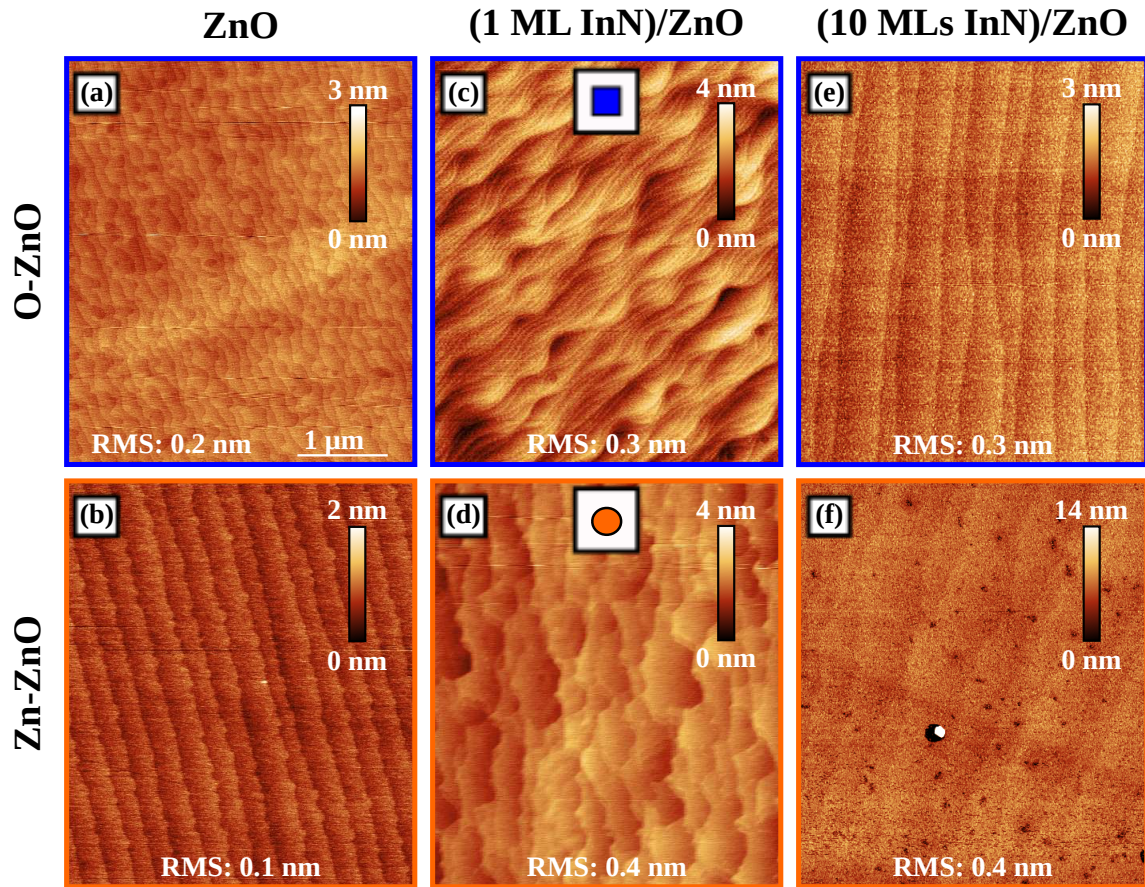 ZnO
(1 ML InN)/ZnO
(10 MLs InN)/ZnO
O-ZnO
(a)
3 nm
0 nm
RMS: 0.2 nm
1 µm
(c)
4 nm
0 nm
RMS: 0.3 nm
(e)
3 nm
0 nm
RMS: 0.3 nm
Zn-ZnO
(b)
2 nm
0 nm
RMS: 0.1 nm
(d)
4 nm
0 nm
RMS: 0.4 nm
(f)
14 nm
0 nm
RMS: 0.4 nm